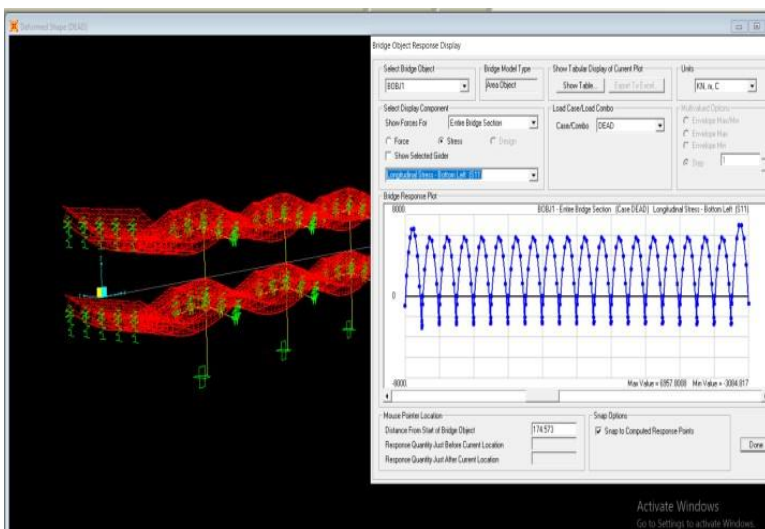 Deformed Shape (DEAD)
Bridge Object Response Display
Select Bridge Object
BOBJ1
Bridge Model Type
Area Object
Show Tabular Display of Current Plot
Show Table...
Export To Excel...
Units
KN, m, C
Select Display Component
Show Forces For
Entire Bridge Section
Force
Stress
Design
Show Selected Girder
Longitudinal Stress - Bottom Left (S11)
Load Case/Load Combo
Case/Combo
DEAD
Multivalued Options
Envelope Max/Min
Envelope Max
Envelope Min
Step
1
Bridge Response Plot
8000.
BOBJ1 - Entire Bridge Section (Case DEAD) Longitudinal Stress - Bottom Left (S11)
0
-8000.
Max Value = 6957.8008 Min Value = -3084.817
Mouse Pointer Location
Distance From Start of Bridge Object
174.573
Response Quantity Just Before Current Location
Response Quantity Just After Current Location
Snap Options
Snap to Computed Response Points
Done
Activate Windows
Go to Settings to activate Windows.